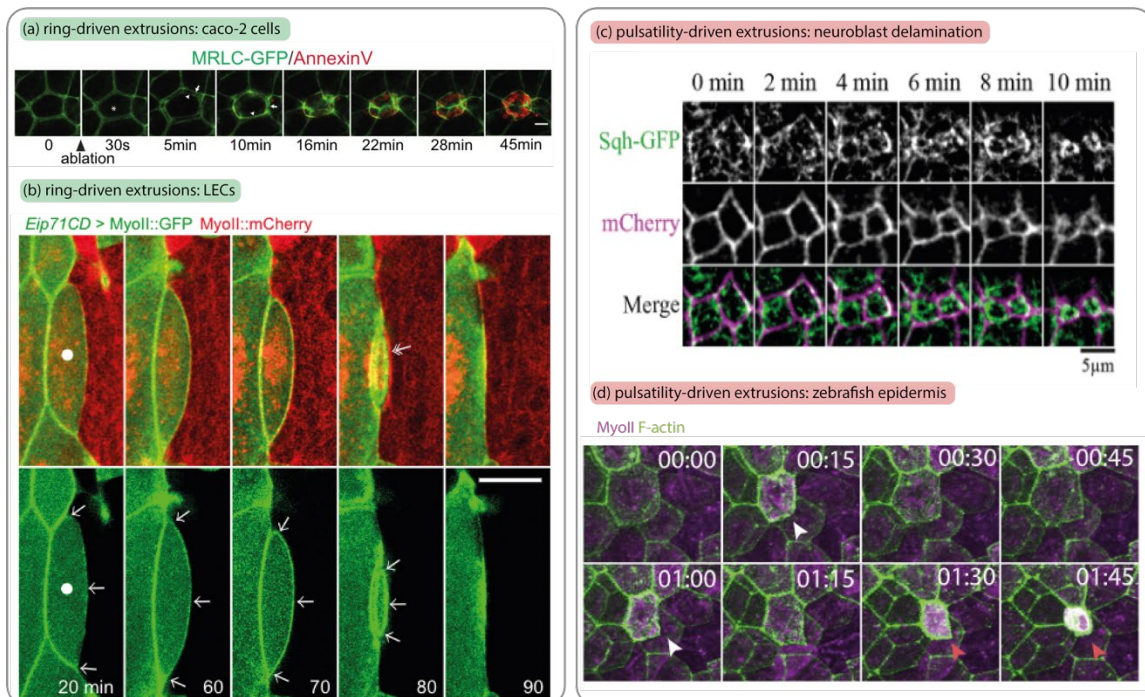 (a) ring-driven extrusions: caco-2 cells
MRLC-GFP/AnnexinV
0 30s 5min 10min 16min 22min 28min 45min
ablation
(b) ring-driven extrusions: LECs
Eip71CD > MyoII::GFP MyoII::mCherry
20 min 60 70 80 90
(c) pulsatility-driven extrusions: neuroblast delamination
0 min 2 min 4 min 6 min 8 min 10 min
Sqh-GFP
mCherry
Merge
5µm
(d) pulsatility-driven extrusions: zebrafish epidermis
MyoII F-actin
00:00 00:15 00:30 00:45
01:00 01:15 01:30 01:45